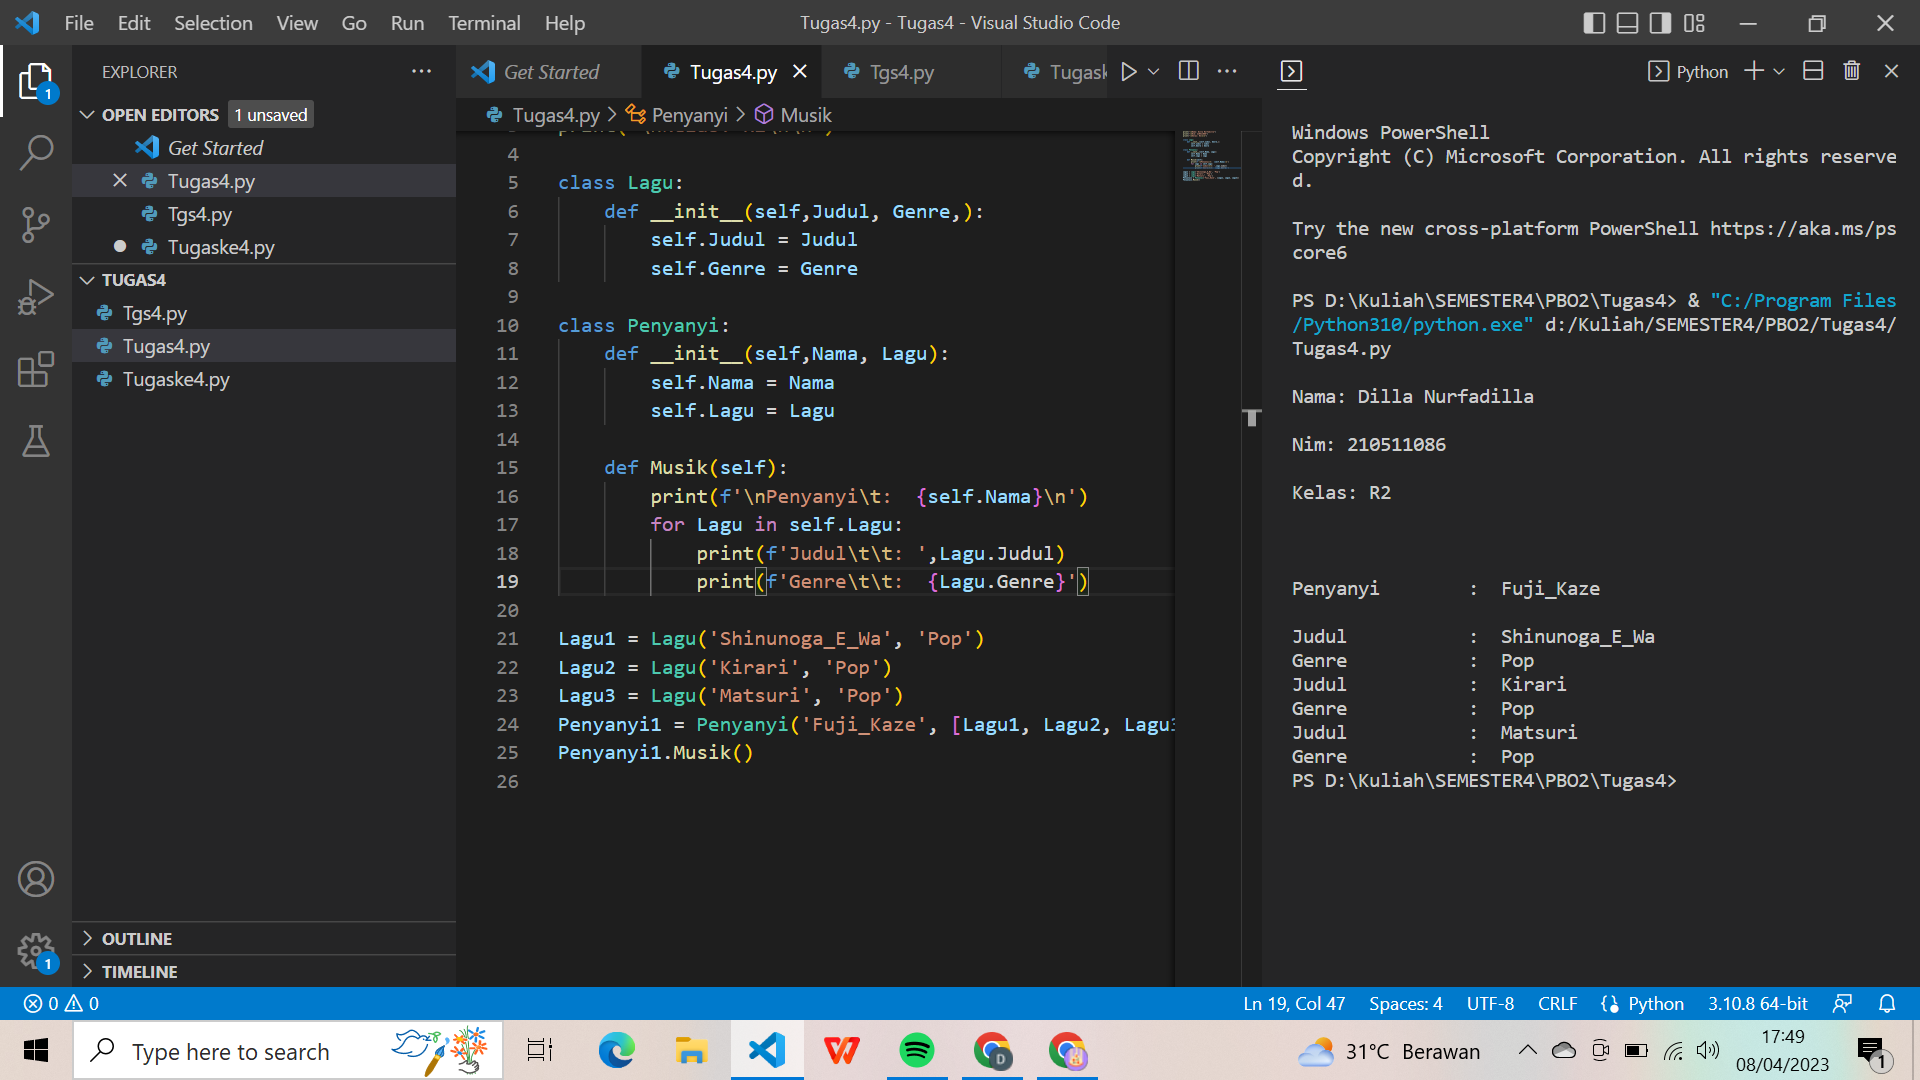 File Edit Selection View Go Run Terminal Help
Tugas4.py - Tugas4 - Visual Studio Code
EXPLORER
OPEN EDITORS 1 unsaved
Get Started
Tugas4.py
Tgs4.py
Tugaske4.py
TUGAS4
Tgs4.py
Tugas4.py
Tugaske4.py
OUTLINE
TIMELINE
1
1
Get Started Tugas4.py Tgs4.py Tugask
Tugas4.py > Penyanyi > Musik
4
5 class Lagu:
6 def __init__(self,Judul, Genre,):
7 self.Judul = Judul
8 self.Genre = Genre
9
10 class Penyanyi:
11 def __init__(self,Nama, Lagu):
12 self.Nama = Nama
13 self.Lagu = Lagu
14
15 def Musik(self):
16 print(f'\nPenyanyi\t:  {self.Nama}\n')
17 for Lagu in self.Lagu:
18 print(f'Judul\t\t: ',Lagu.Judul)
19 print(f'Genre\t\t:  {Lagu.Genre}')
20
21 Lagu1 = Lagu('Shinunoga_E_Wa', 'Pop')
22 Lagu2 = Lagu('Kirari', 'Pop')
23 Lagu3 = Lagu('Matsuri', 'Pop')
24 Penyanyi1 = Penyanyi('Fuji_Kaze', [Lagu1, Lagu2, Lagu3
25 Penyanyi1.Musik()
26
Python
Windows PowerShell
Copyright (C) Microsoft Corporation. All rights reserve
d.
Try the new cross-platform PowerShell https://aka.ms/ps
core6
PS D:\Kuliah\SEMESTER4\PBO2\Tugas4> & "C:/Program Files
/Python310/python.exe" d:/Kuliah/SEMESTER4/PBO2/Tugas4/
Tugas4.py
Nama: Dilla Nurfadilla
Nim: 210511086
Kelas: R2
Penyanyi : Fuji_Kaze
Judul : Shinunoga_E_Wa
Genre : Pop
Judul : Kirari
Genre : Pop
Judul : Matsuri
Genre : Pop
PS D:\Kuliah\SEMESTER4\PBO2\Tugas4>
0 0
Ln 19, Col 47 Spaces: 4 UTF-8 CRLF Python 3.10.8 64-bit
Type here to search
D
31°C Berawan
17:49
08/04/2023
1